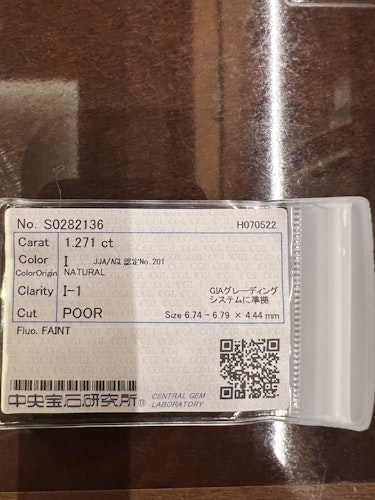 No. S0282136 H070522
Carat 1.271 ct
Color I JJA/AGL認定No.201
ColorOrigin NATURAL
Clarity I-1 GIAグレーディング
システムに準拠
Cut POOR Size 6.74 - 6.79 × 4.44 mm
Fluo. FAINT
中央宝石研究所® CENTRAL GEM
LABORATORY